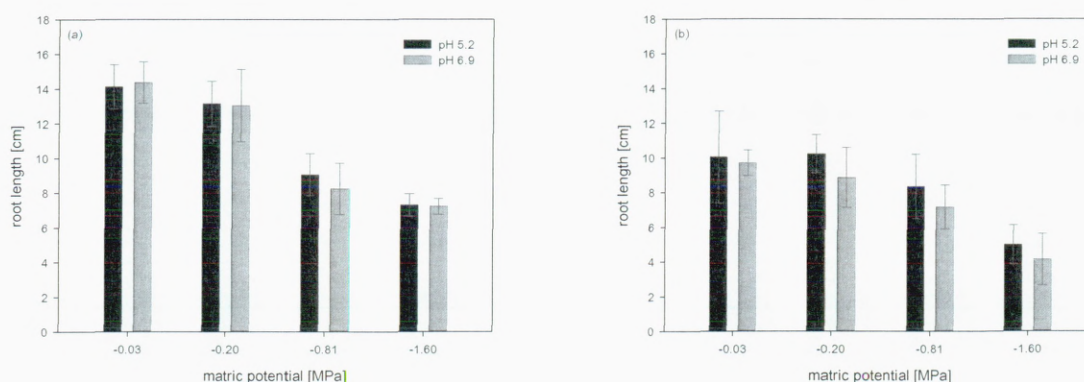 (a)
pH 5.2
pH 6.9
root length [cm]
18
16
14
12
10
8
6
4
2
0
-0.03 -0.20 -0.81 -1.60
matric potential [MPa]
(b)
pH 5.2
pH 6.9
root length [cm]
18
16
14
12
10
8
6
4
2
0
-0.03 -0.20 -0.81 -1.60
matric potential [MPa]